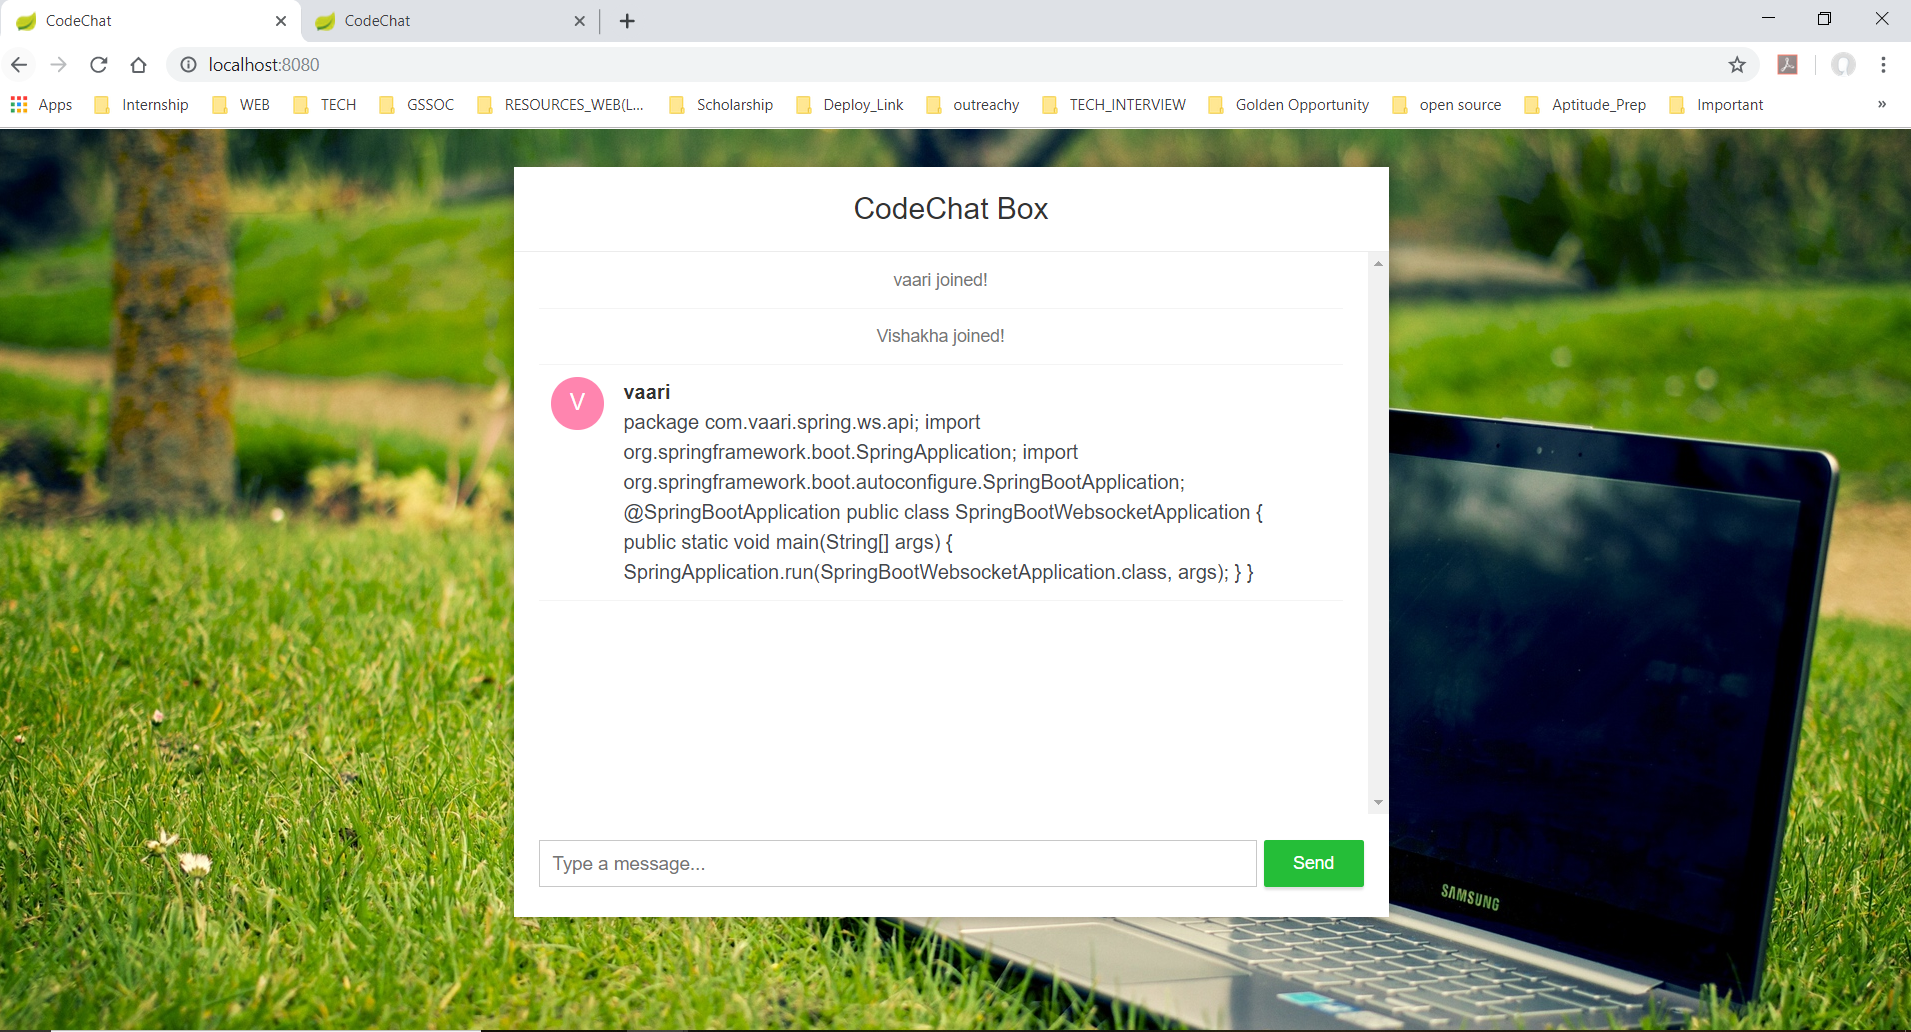 CodeChat
CodeChat
localhost:8080
Apps Internship WEB TECH GSSOC RESOURCES_WEB(L... Scholarship Deploy_Link outreachy TECH_INTERVIEW Golden Opportunity open source Aptitude_Prep Important »
CodeChat Box
vaari joined!
Vishakha joined!
V
vaari
package com.vaari.spring.ws.api; import
org.springframework.boot.SpringApplication; import
org.springframework.boot.autoconfigure.SpringBootApplication;
@SpringBootApplication public class SpringBootWebsocketApplication {
public static void main(String[] args) {
SpringApplication.run(SpringBootWebsocketApplication.class, args); } }
Type a message...
Send
SAMSUNG